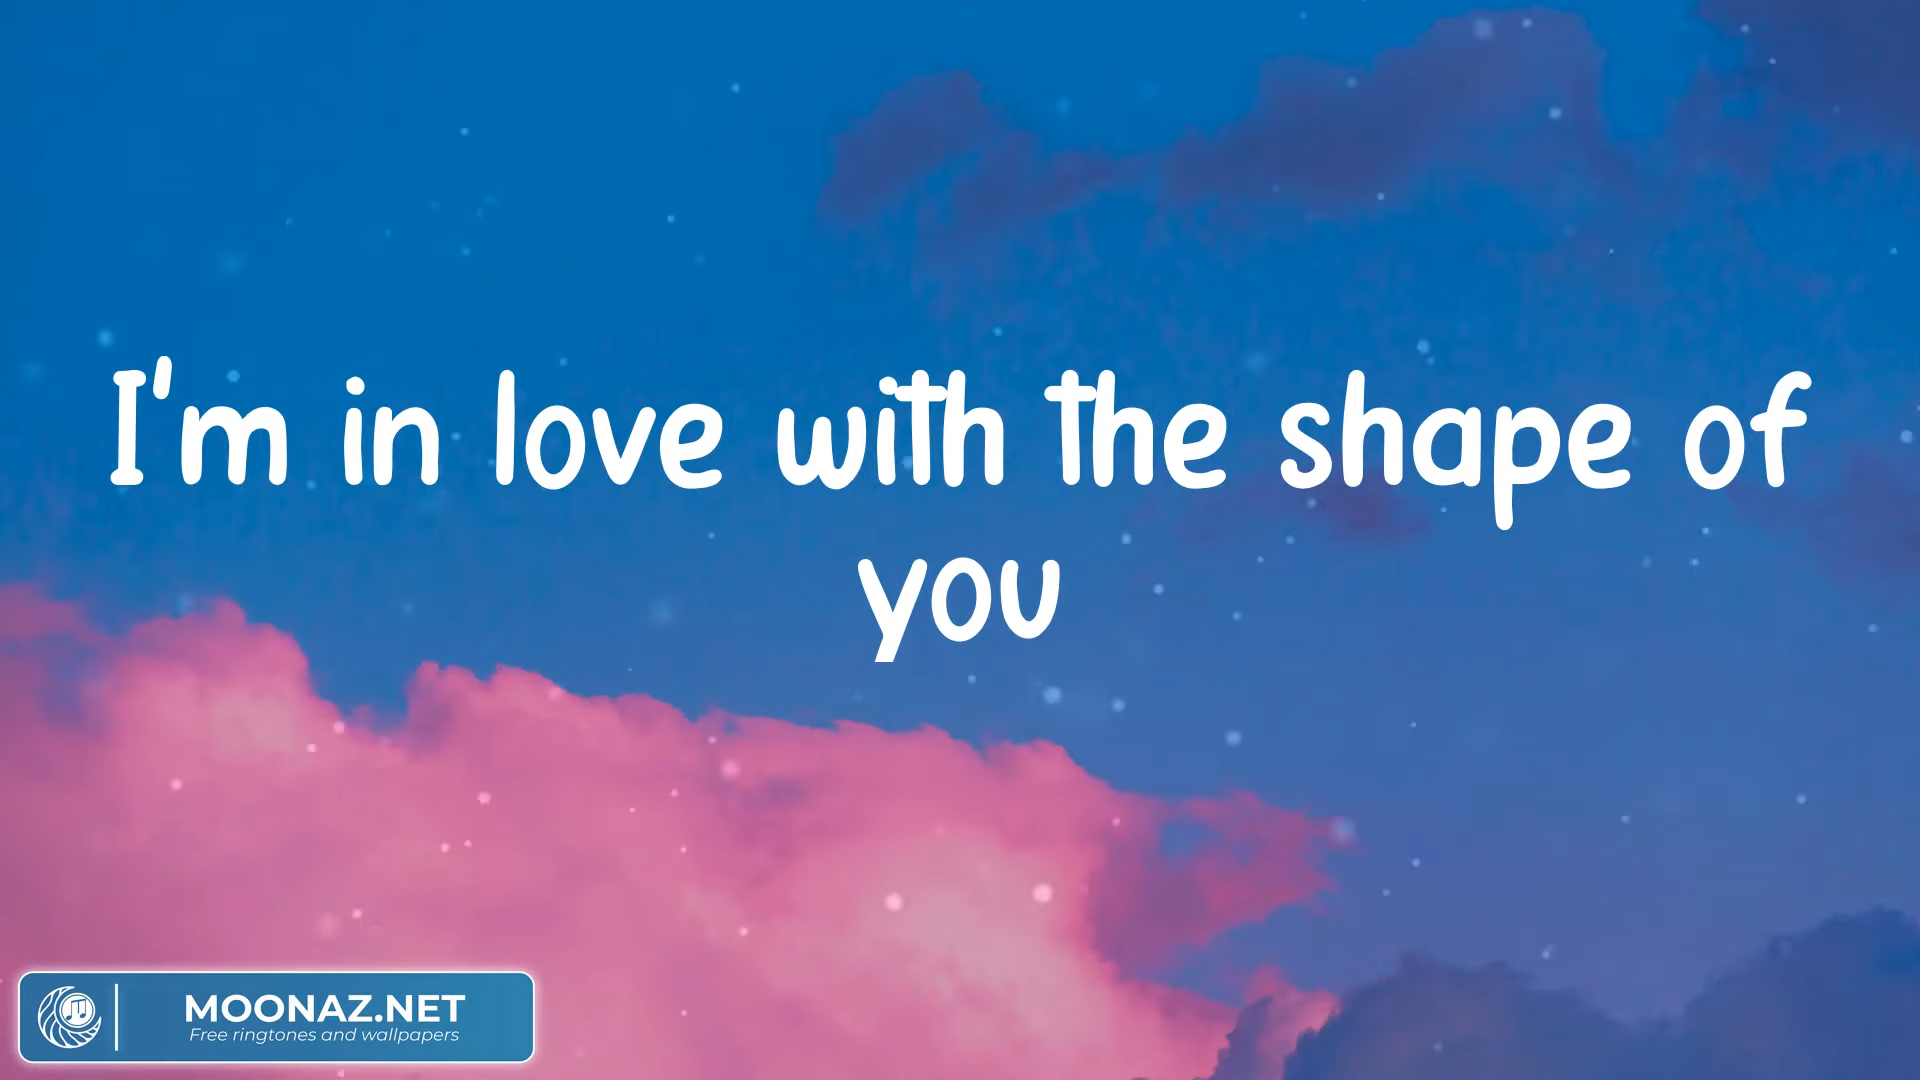 I'm in love with the shape of
you
MOONAZ.NET
Free ringtones and wallpapers